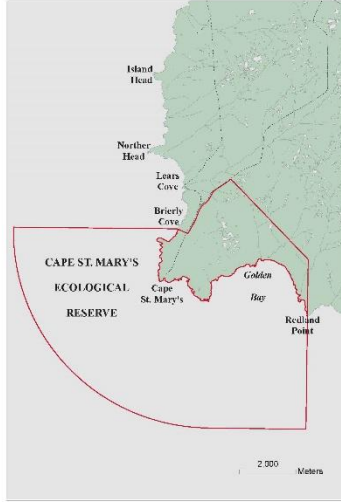 Island
Head
Norther
Head
Lears
Cove
Brierly
Cove
CAPE ST. MARY'S
ECOLOGICAL
RESERVE
Cape
St. Mary's
Golden
Bay
Redland
Point
2,000
Meters